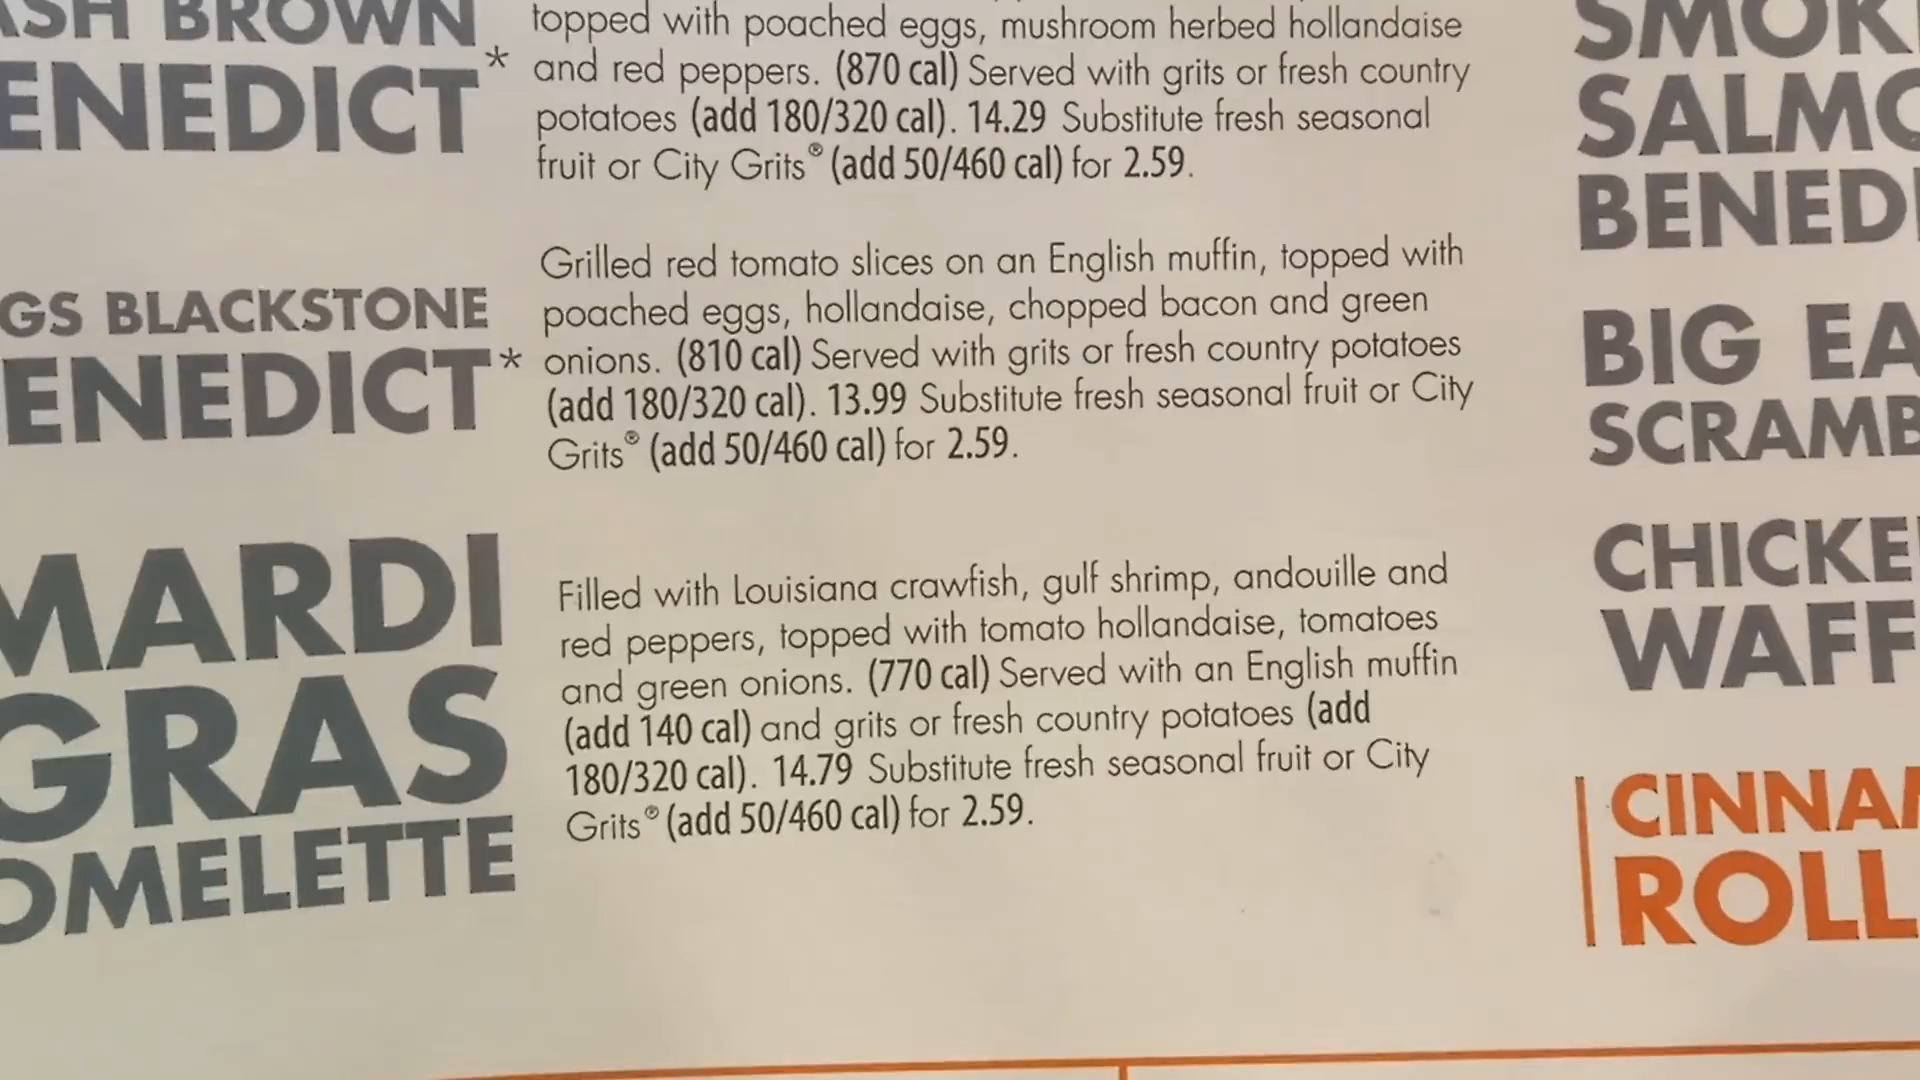 BROWN
ENEDICT*
topped with poached eggs, mushroom herbed hollandaise
and red peppers. (870 cal) Served with grits or fresh country
potatoes (add 180/320 cal). 14.29 Substitute fresh seasonal
fruit or City Grits® (add 50/460 cal) for 2.59.
GS BLACKSTONE
ENEDICT*
Grilled red tomato slices on an English muffin, topped with
poached eggs, hollandaise, chopped bacon and green
onions. (810 cal) Served with grits or fresh country potatoes
(add 180/320 cal). 13.99 Substitute fresh seasonal fruit or City
Grits® (add 50/460 cal) for 2.59.
MARDI
GRAS
OMELETTE
Filled with Louisiana crawfish, gulf shrimp, andouille and
red peppers, topped with tomato hollandaise, tomatoes
and green onions. (770 cal) Served with an English muffin
(add 140 cal) and grits or fresh country potatoes (add
180/320 cal). 14.79 Substitute fresh seasonal fruit or City
Grits® (add 50/460 cal) for 2.59.
SMOK
SALMO
BENED
BIG EA
SCRAMB
CHICKE
WAFF
CINNA
ROLL